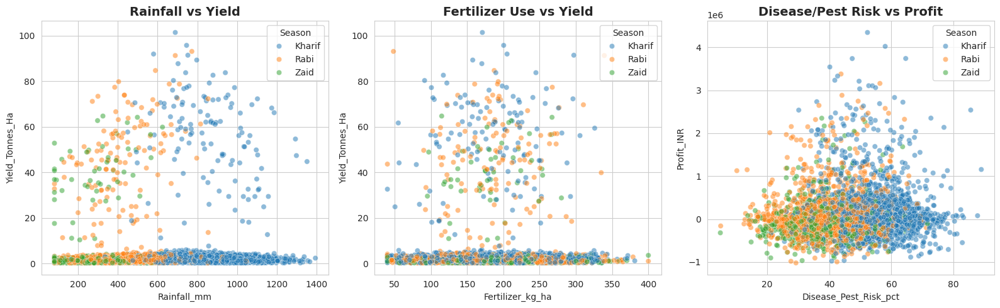 Rainfall vs Yield
Yield_Tonnes_Ha
100
80
60
40
20
0
Season
Kharif
Rabi
Zaid
200 400 600 800 1000 1200 1400
Rainfall_mm
Fertilizer Use vs Yield
Yield_Tonnes_Ha
100
80
60
40
20
0
Season
Kharif
Rabi
Zaid
50 100 150 200 250 300 350 400
Fertilizer_kg_ha
Disease/Pest Risk vs Profit
1e6
Profit_INR
4
3
2
1
0
−1
Season
Kharif
Rabi
Zaid
20 40 60 80
Disease_Pest_Risk_pct